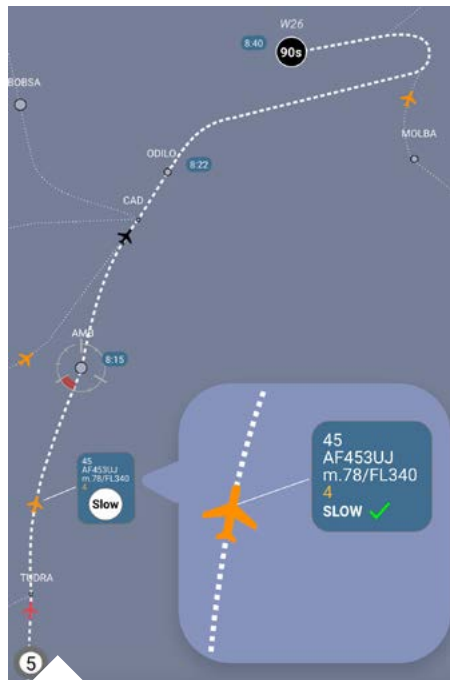 W26
8:40
90s
BOBSA
MOLBA
ODILO
8:22
CAD
AMB
8:15
45
AF453UJ
m.78/FL340
4
Slow
45
AF453UJ
m.78/FL340
4
SLOW
TUDRA
5